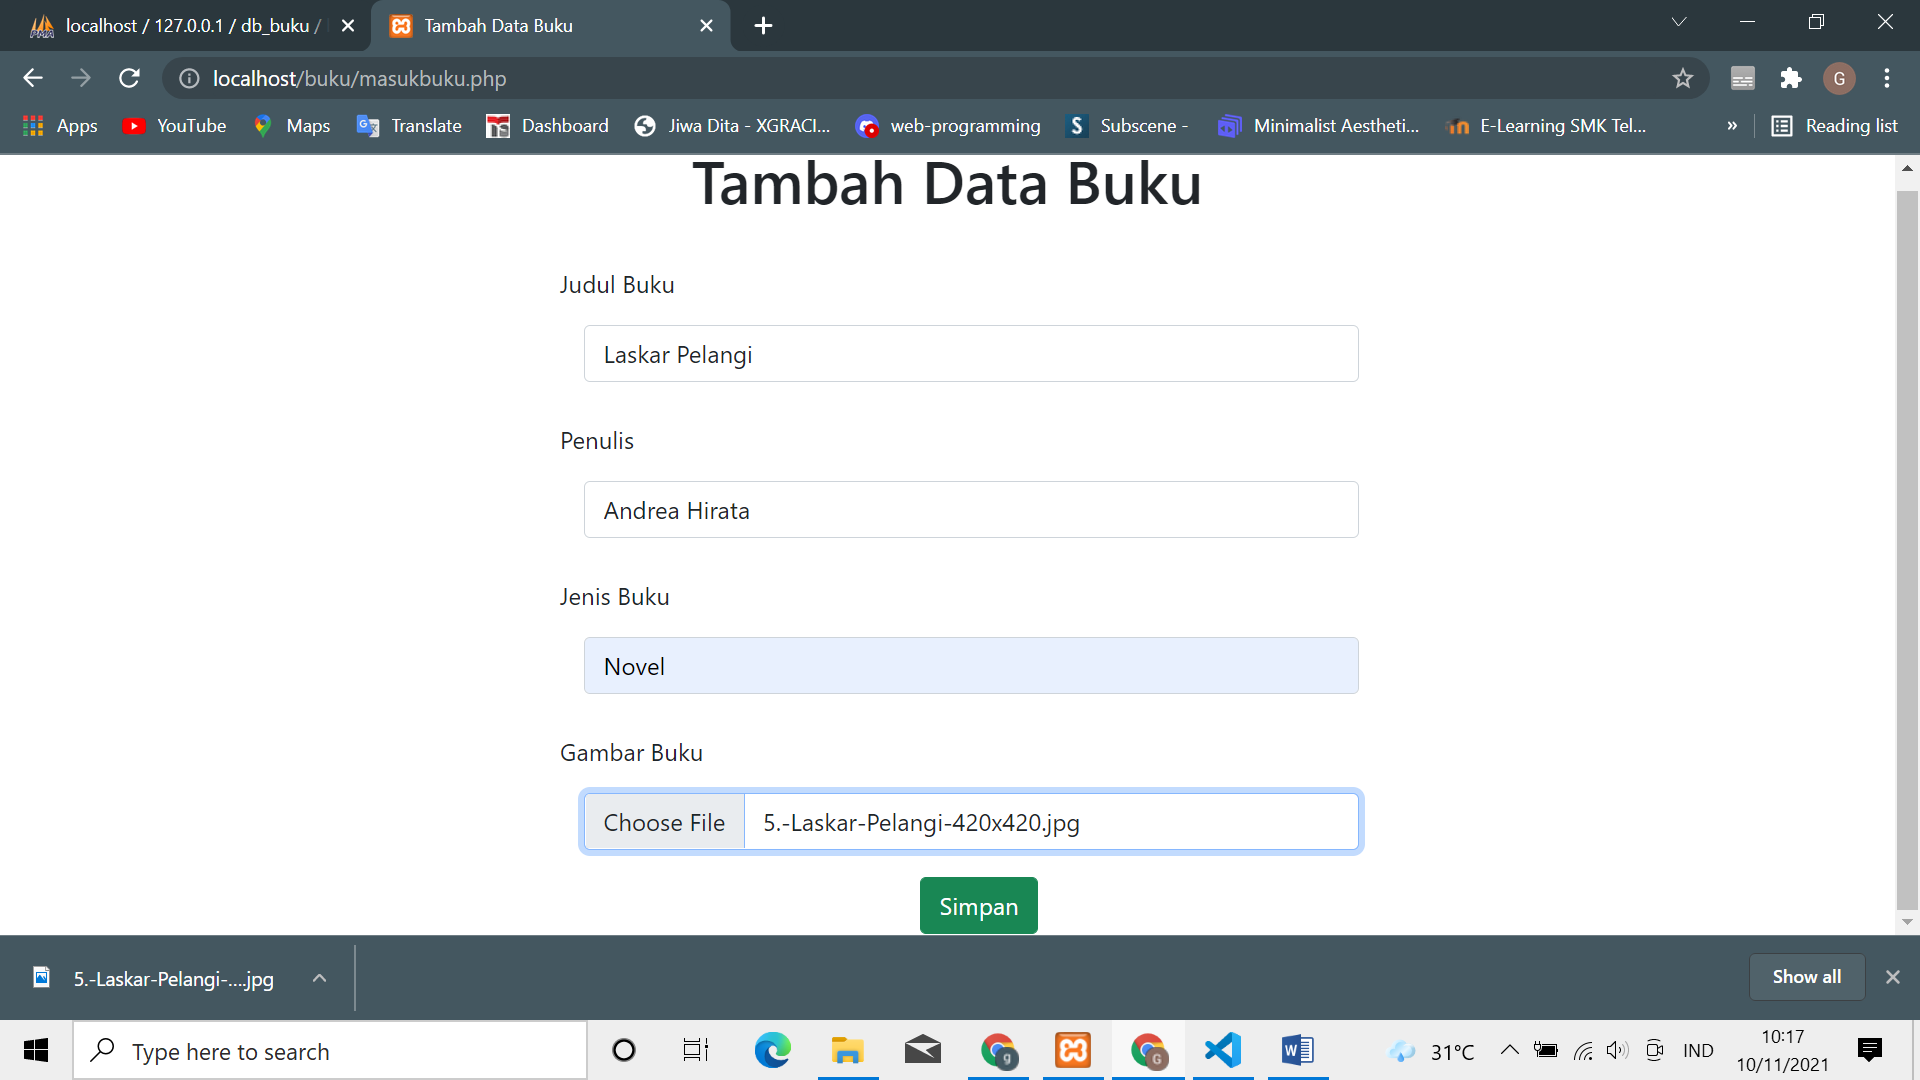 localhost / 127.0.0.1 / db_buku /
Tambah Data Buku
localhost/buku/masukbuku.php
G
Apps
YouTube
Maps
Translate
Dashboard
Jiwa Dita - XGRACI...
web-programming
Subscene -
Minimalist Aestheti...
E-Learning SMK Tel...
»
Reading list
Tambah Data Buku
Judul Buku
Laskar Pelangi
Penulis
Andrea Hirata
Jenis Buku
Novel
Gambar Buku
Choose File 5.-Laskar-Pelangi-420x420.jpg
Simpan
5.-Laskar-Pelangi-....jpg
Show all
Type here to search
31°C
IND
10:17
10/11/2021